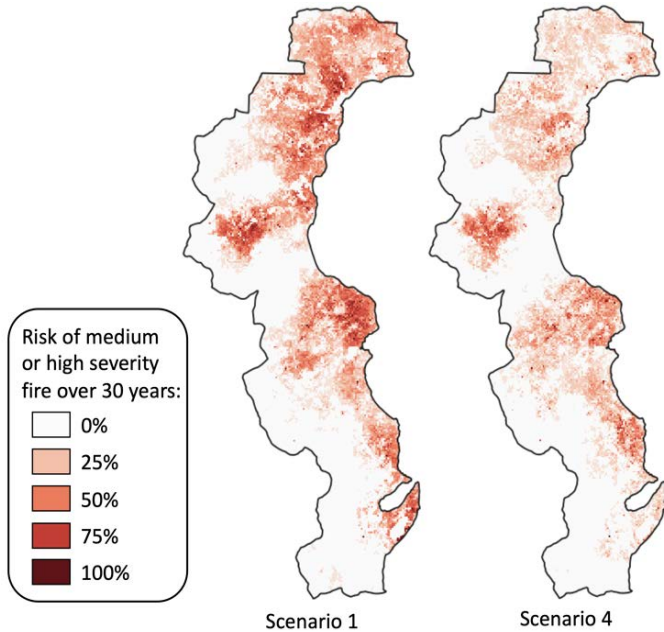 Risk of medium
or high severity
fire over 30 years:
0%
25%
50%
75%
100%
Scenario 1
Scenario 4